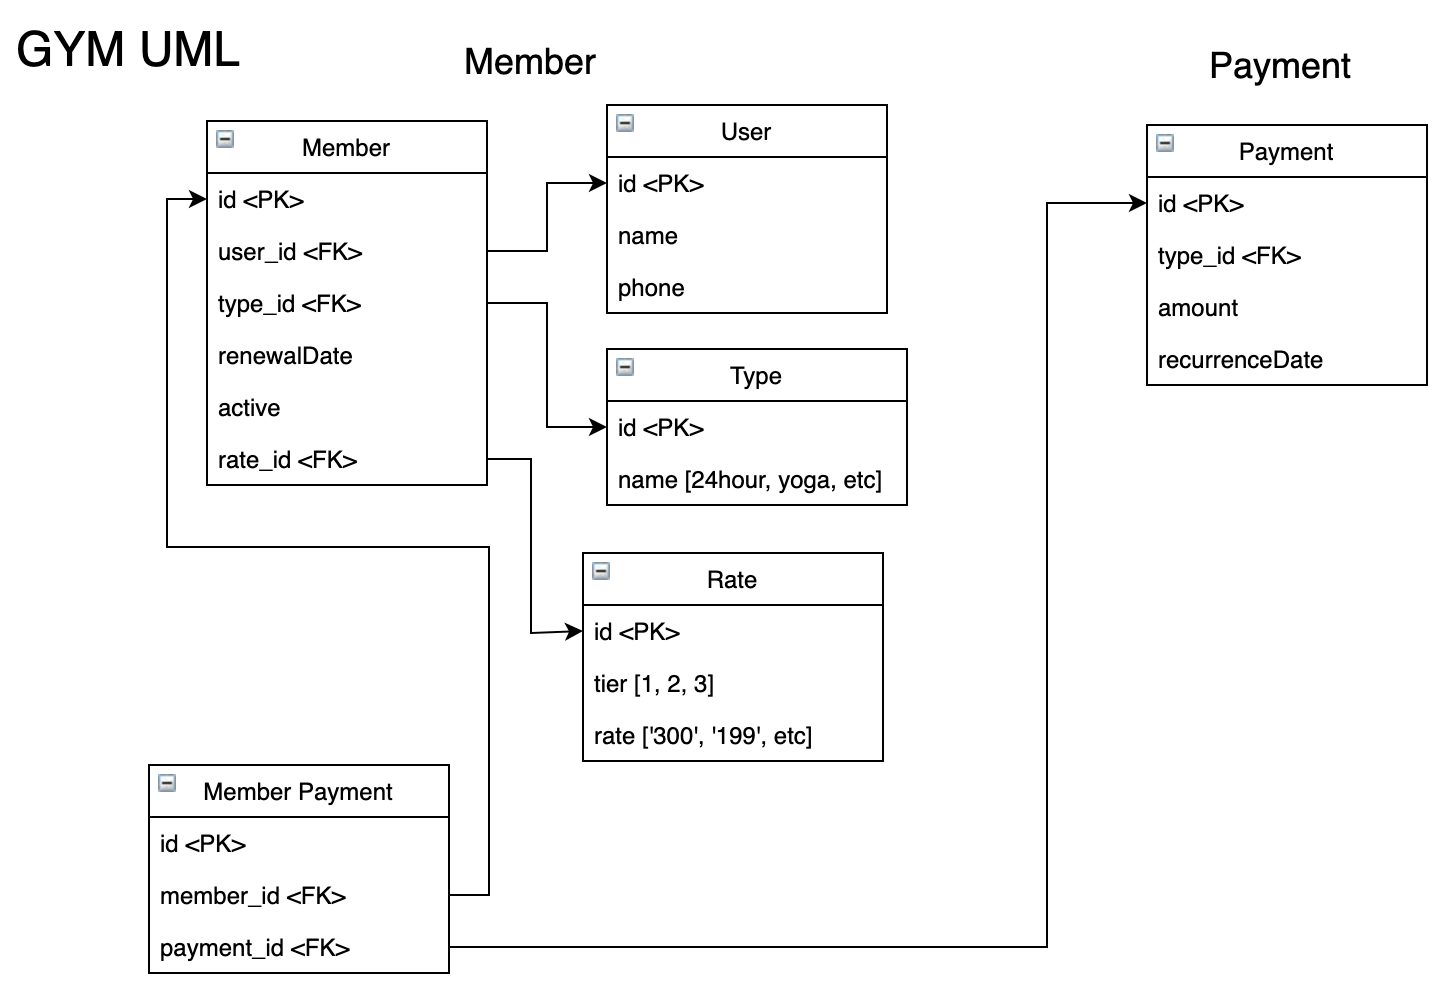 GYM UML
Member
Payment
Member
id <PK>
user_id <FK>
type_id <FK>
renewalDate
active
rate_id <FK>
User
id <PK>
name
phone
Type
id <PK>
name [24hour, yoga, etc]
Rate
id <PK>
tier [1, 2, 3]
rate ['300', '199', etc]
Payment
id <PK>
type_id <FK>
amount
recurrenceDate
Member Payment
id <PK>
member_id <FK>
payment_id <FK>